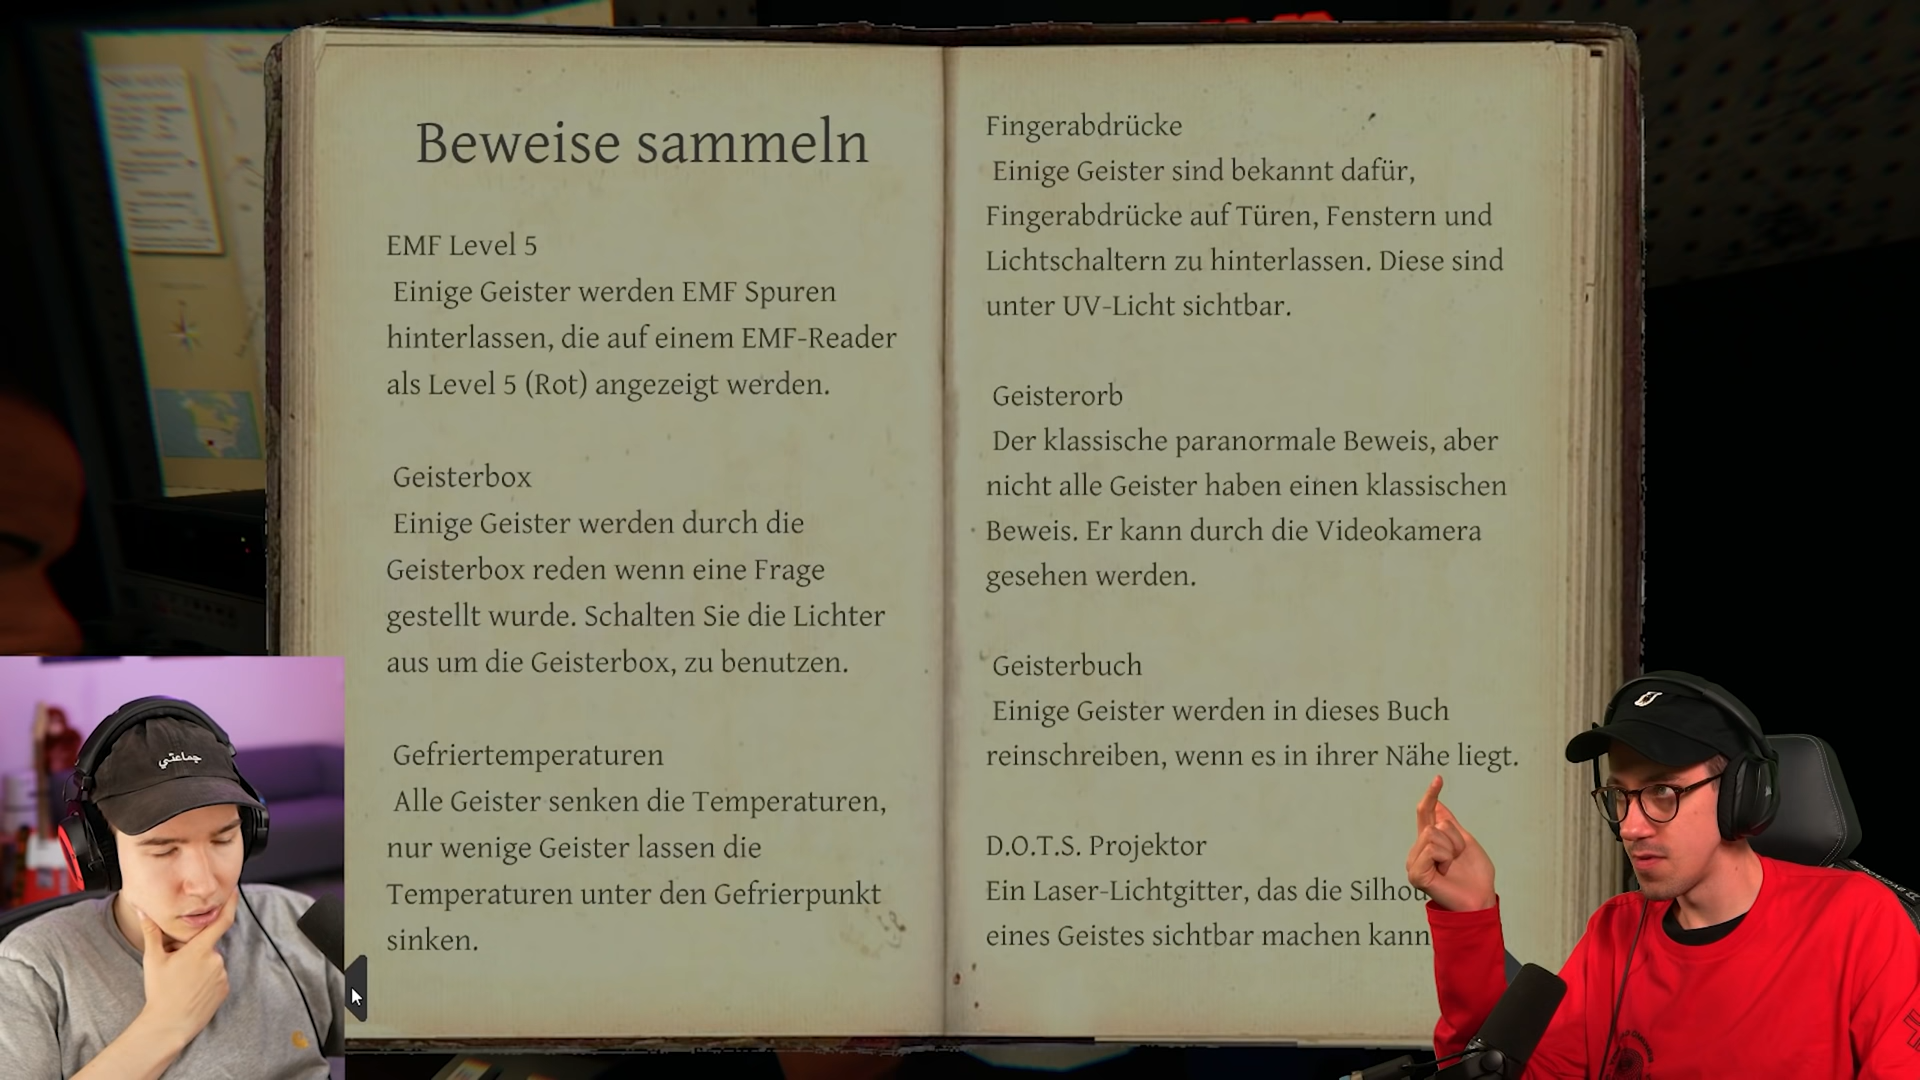 Beweise sammeln
EMF Level 5
Einige Geister werden EMF Spuren
hinterlassen, die auf einem EMF-Reader
als Level 5 (Rot) angezeigt werden.
Geisterbox
Einige Geister werden durch die
Geisterbox reden wenn eine Frage
gestellt wurde. Schalten Sie die Lichter
aus um die Geisterbox, zu benutzen.
Gefriertemperaturen
Alle Geister senken die Temperaturen,
nur wenige Geister lassen die
Temperaturen unter den Gefrierpunkt
sinken.
Fingerabdrücke
Einige Geister sind bekannt dafür,
Fingerabdrücke auf Türen, Fenstern und
Lichtschaltern zu hinterlassen. Diese sind
unter UV-Licht sichtbar.
Geisterorb
Der klassische paranormale Beweis, aber
nicht alle Geister haben einen klassischen
Beweis. Er kann durch die Videokamera
gesehen werden.
Geisterbuch
Einige Geister werden in dieses Buch
reinschreiben, wenn es in ihrer Nähe liegt.
D.O.T.S. Projektor
Ein Laser-Lichtgitter, das die Silhou
eines Geistes sichtbar machen kann
جماعتي